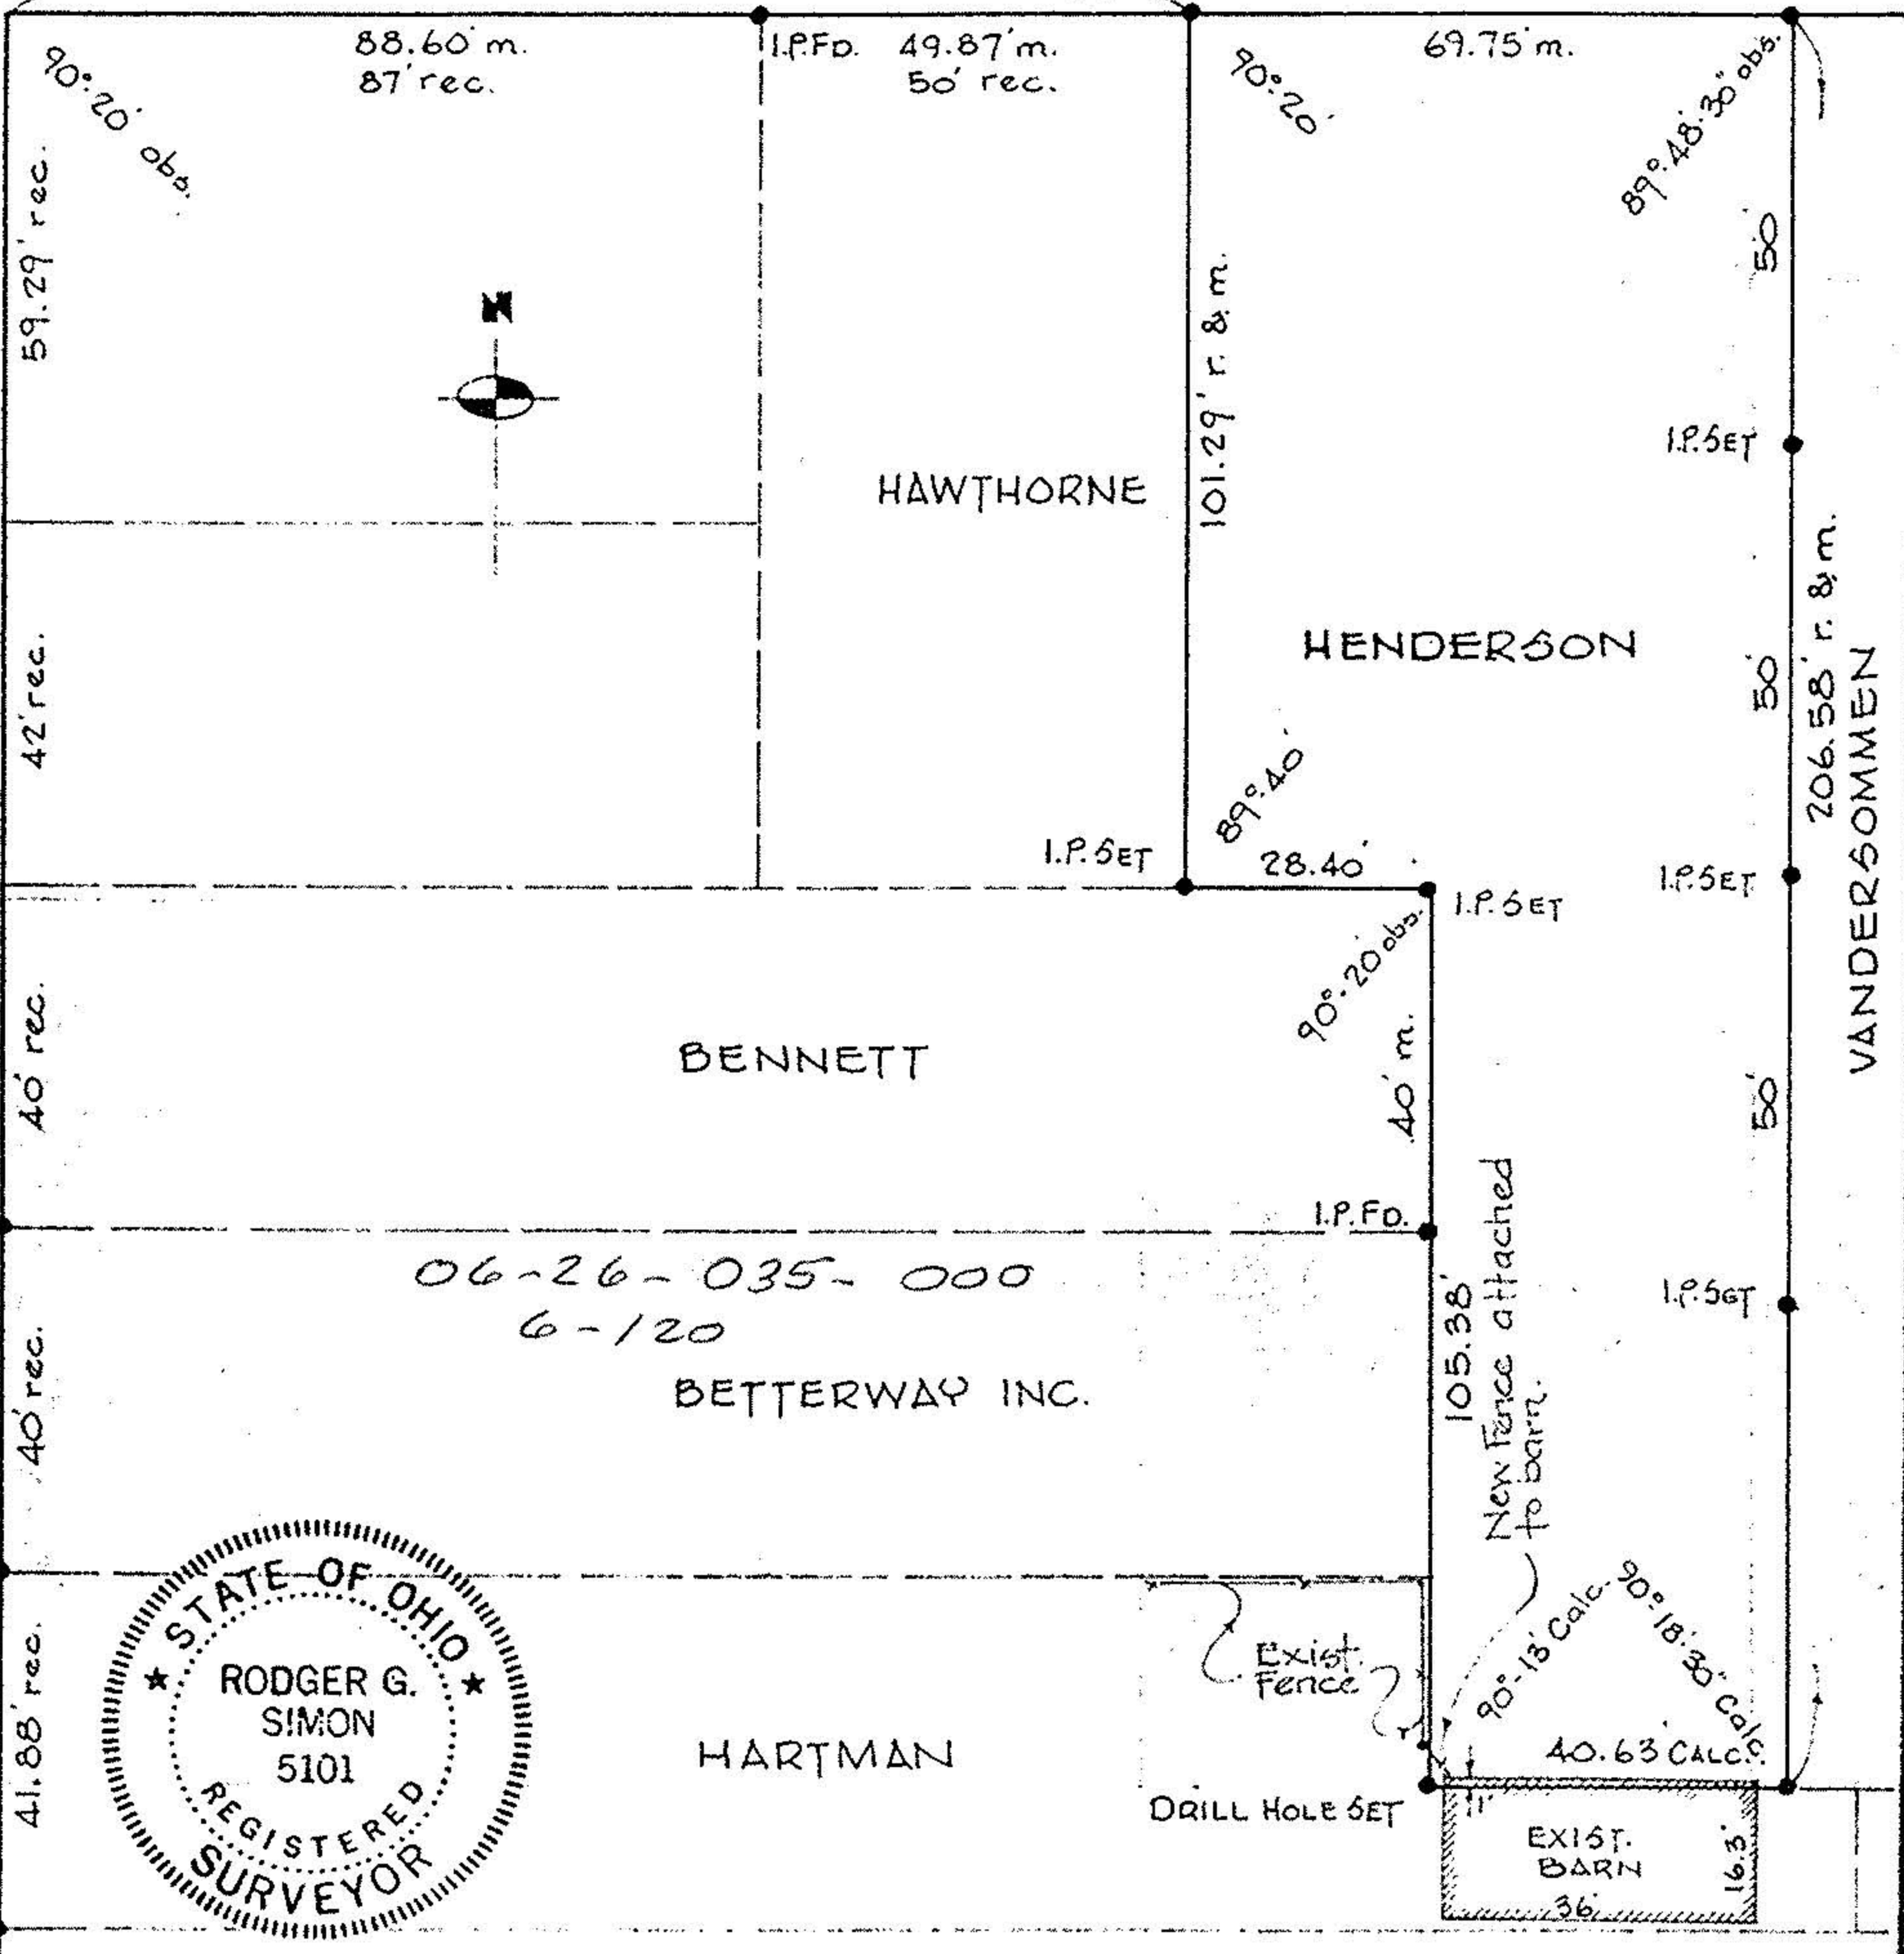 88.60' m.
87' rec.
I.P.FD.
49.87' m.
50' rec.
69.75' m.
90°-20' obs.
90°-20'
89°-48'-30" obs.
59.29' rec.
N
50'
101.29' r. & m.
I.P. SET
HAWTHORNE
206.58' r. & m.
HENDERSON
42' rec.
50'
VANDERSOMMEN
89°-40'
I.P. SET
28.40'
I.P. SET
I.P. SET
90°-20' obs.
40' rec.
BENNETT
40' m.
50'
I.P. FD.
06-26-035-000
6-120
105.38'
New Fence attached
to barn.
I.P. SET
40' rec.
BETTERWAY INC.
STATE OF OHIO
RODGER G.
SIMON
5101
REGISTERED
SURVEYOR
41.88' rec.
Exist.
Fence
90°-13' Calc.
90°-18'-30" Calc.
HARTMAN
40.63' CALC.
DRILL HOLE SET
1'
EXIST.
BARN
16.3'
36'